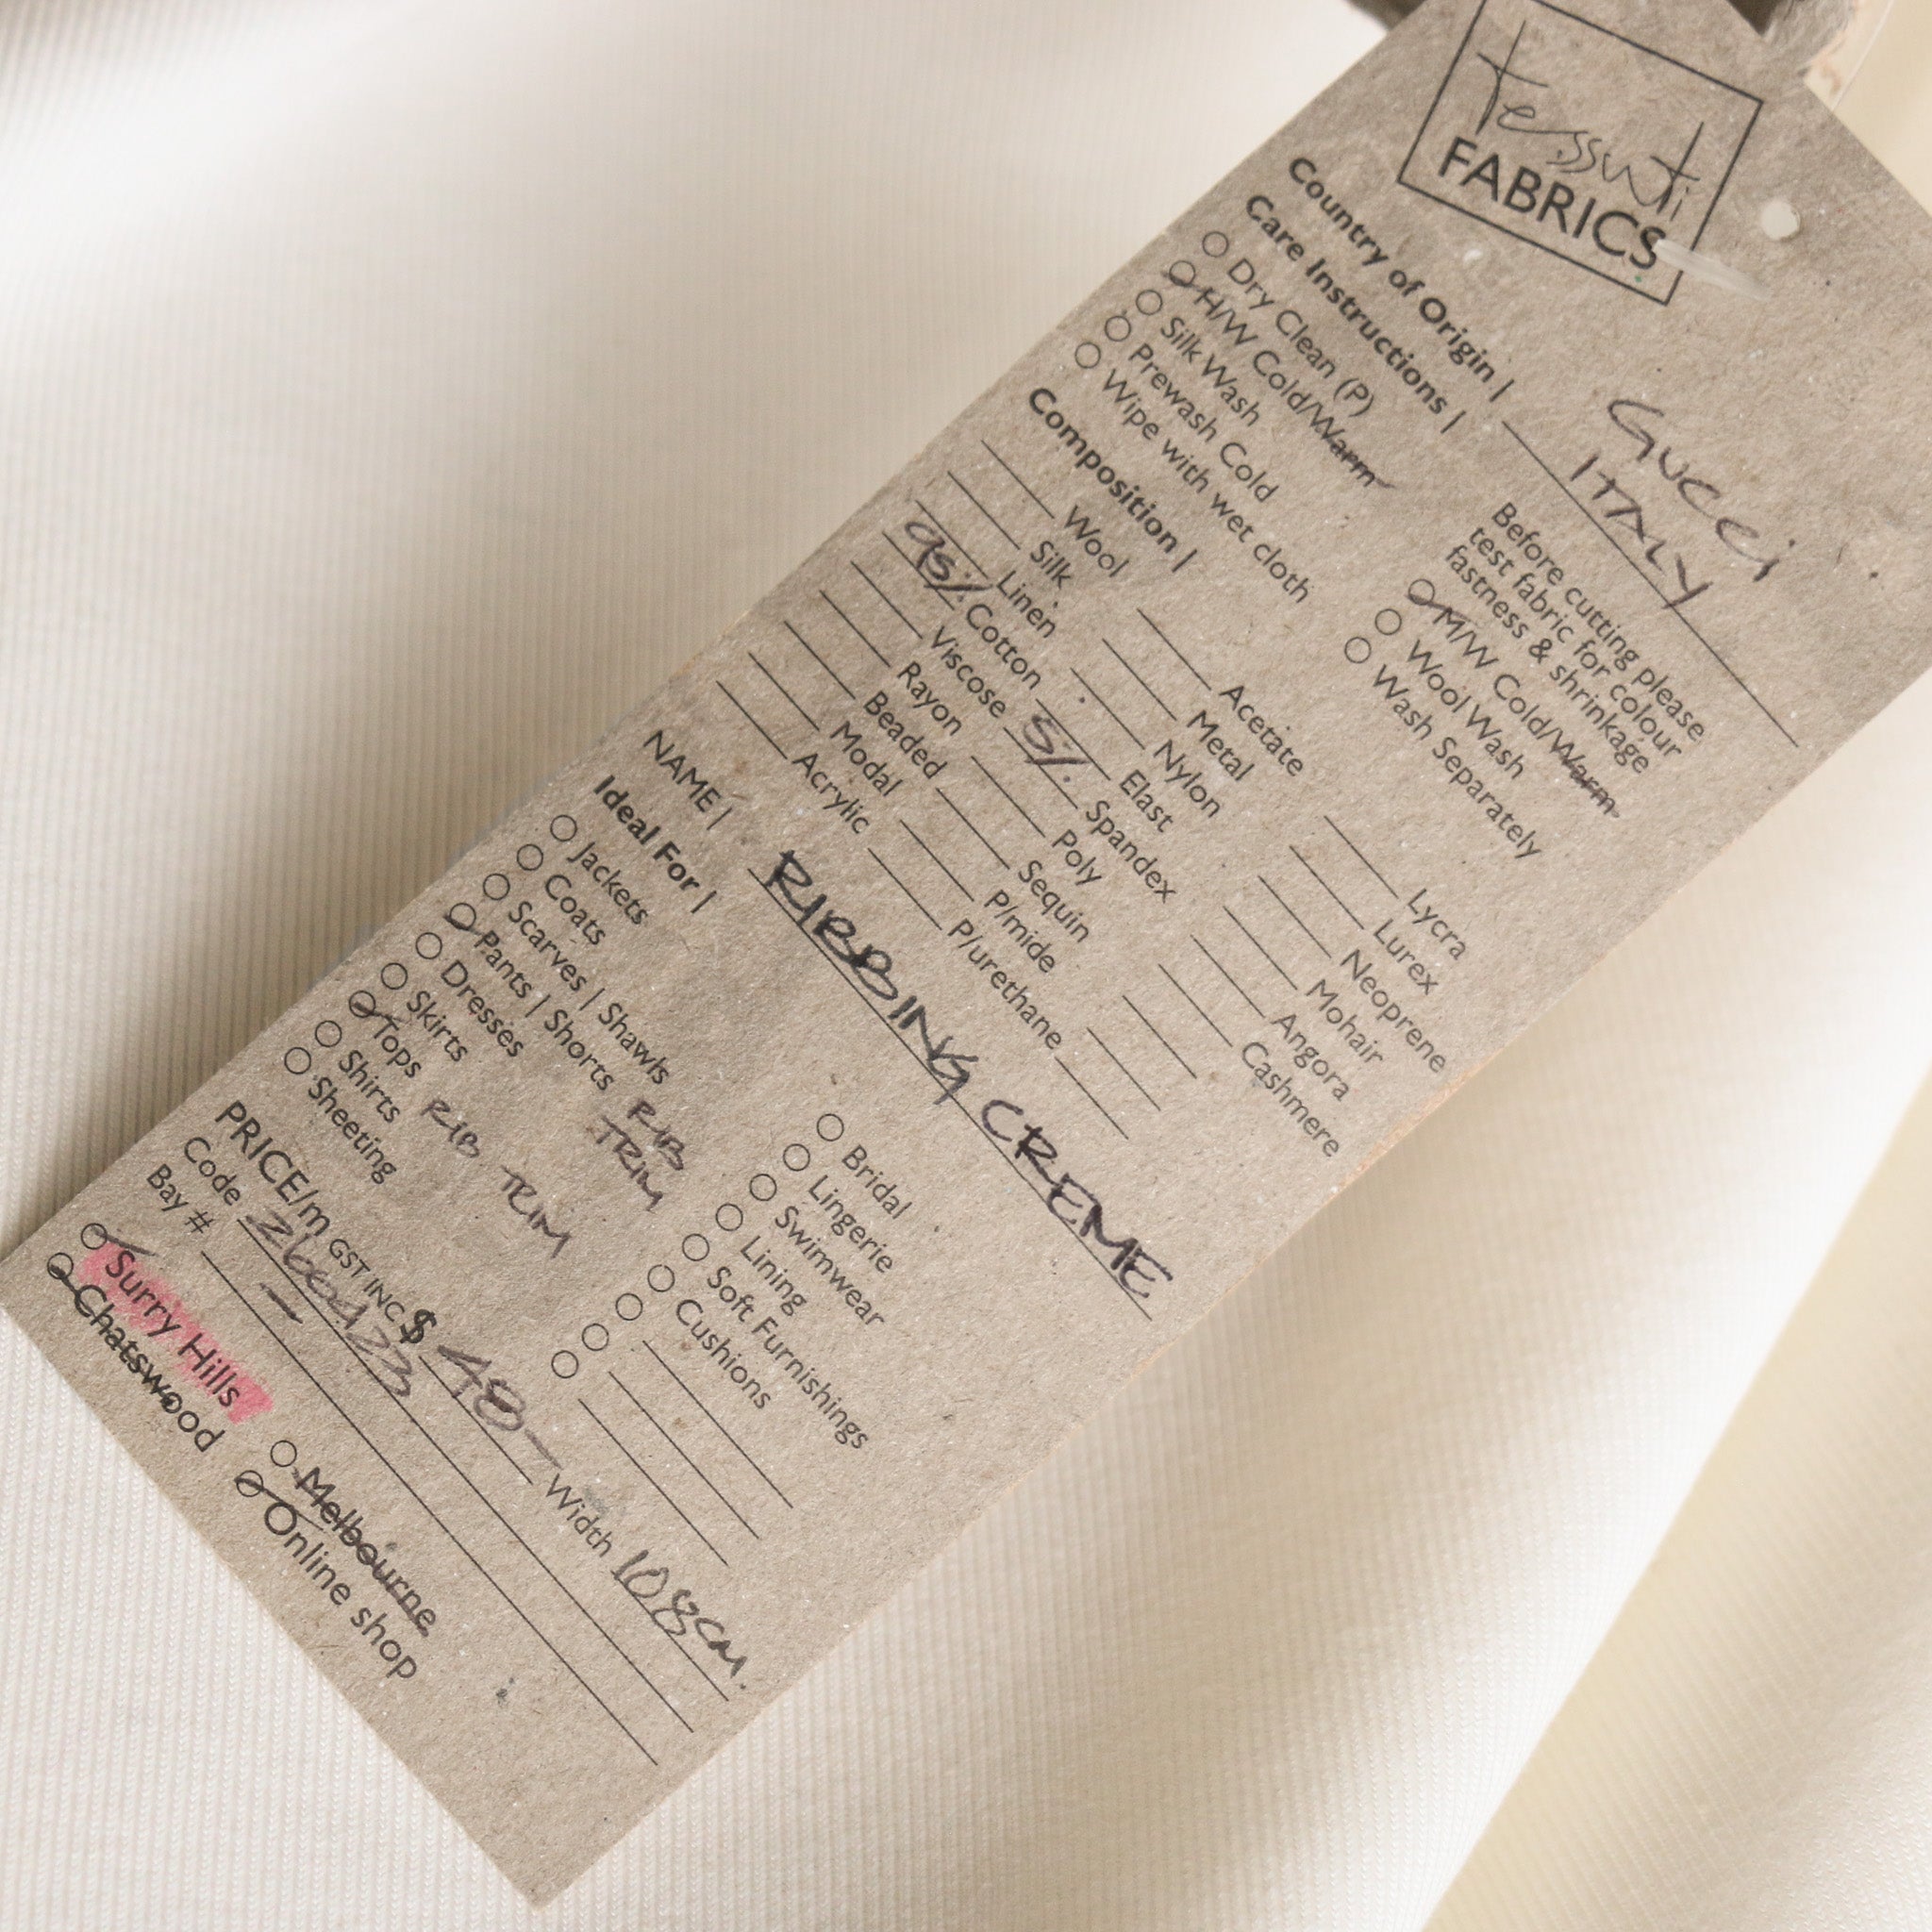 Tessuti
FABRICS
Gucci
Country of Origin | ITALY
Care Instructions |
Before cutting please
test fabric for colour
fastness & shrinkage
Dry Clean (P)
H/W Cold/Warm
M/W Cold/Warm
Silk Wash
Wool Wash
Prewash Cold
Wash Separately
Wipe with wet cloth
Composition |
Wool Acetate Lycra
Silk Metal Lurex
Linen Nylon Neoprene
95% Cotton Elast Mohair
Viscose 5% Spandex Angora
Rayon Poly Cashmere
Beaded Sequin
Modal P/mide
Acrylic P/urethane
NAME | RIBBING CREME
Ideal For |
Jackets Bridal
Coats Lingerie
Scarves | Shawls Swimwear
Pants | Shorts RIB TRIM Lining
Dresses Soft Furnishings
Skirts Cushions
Tops RIB TRIM
Shirts
Sheeting
PRICE/m GST INC $ 48- Width 108cm.
Code 2600423
Bay # —
Surry Hills Melbourne
Chatswood Online shop